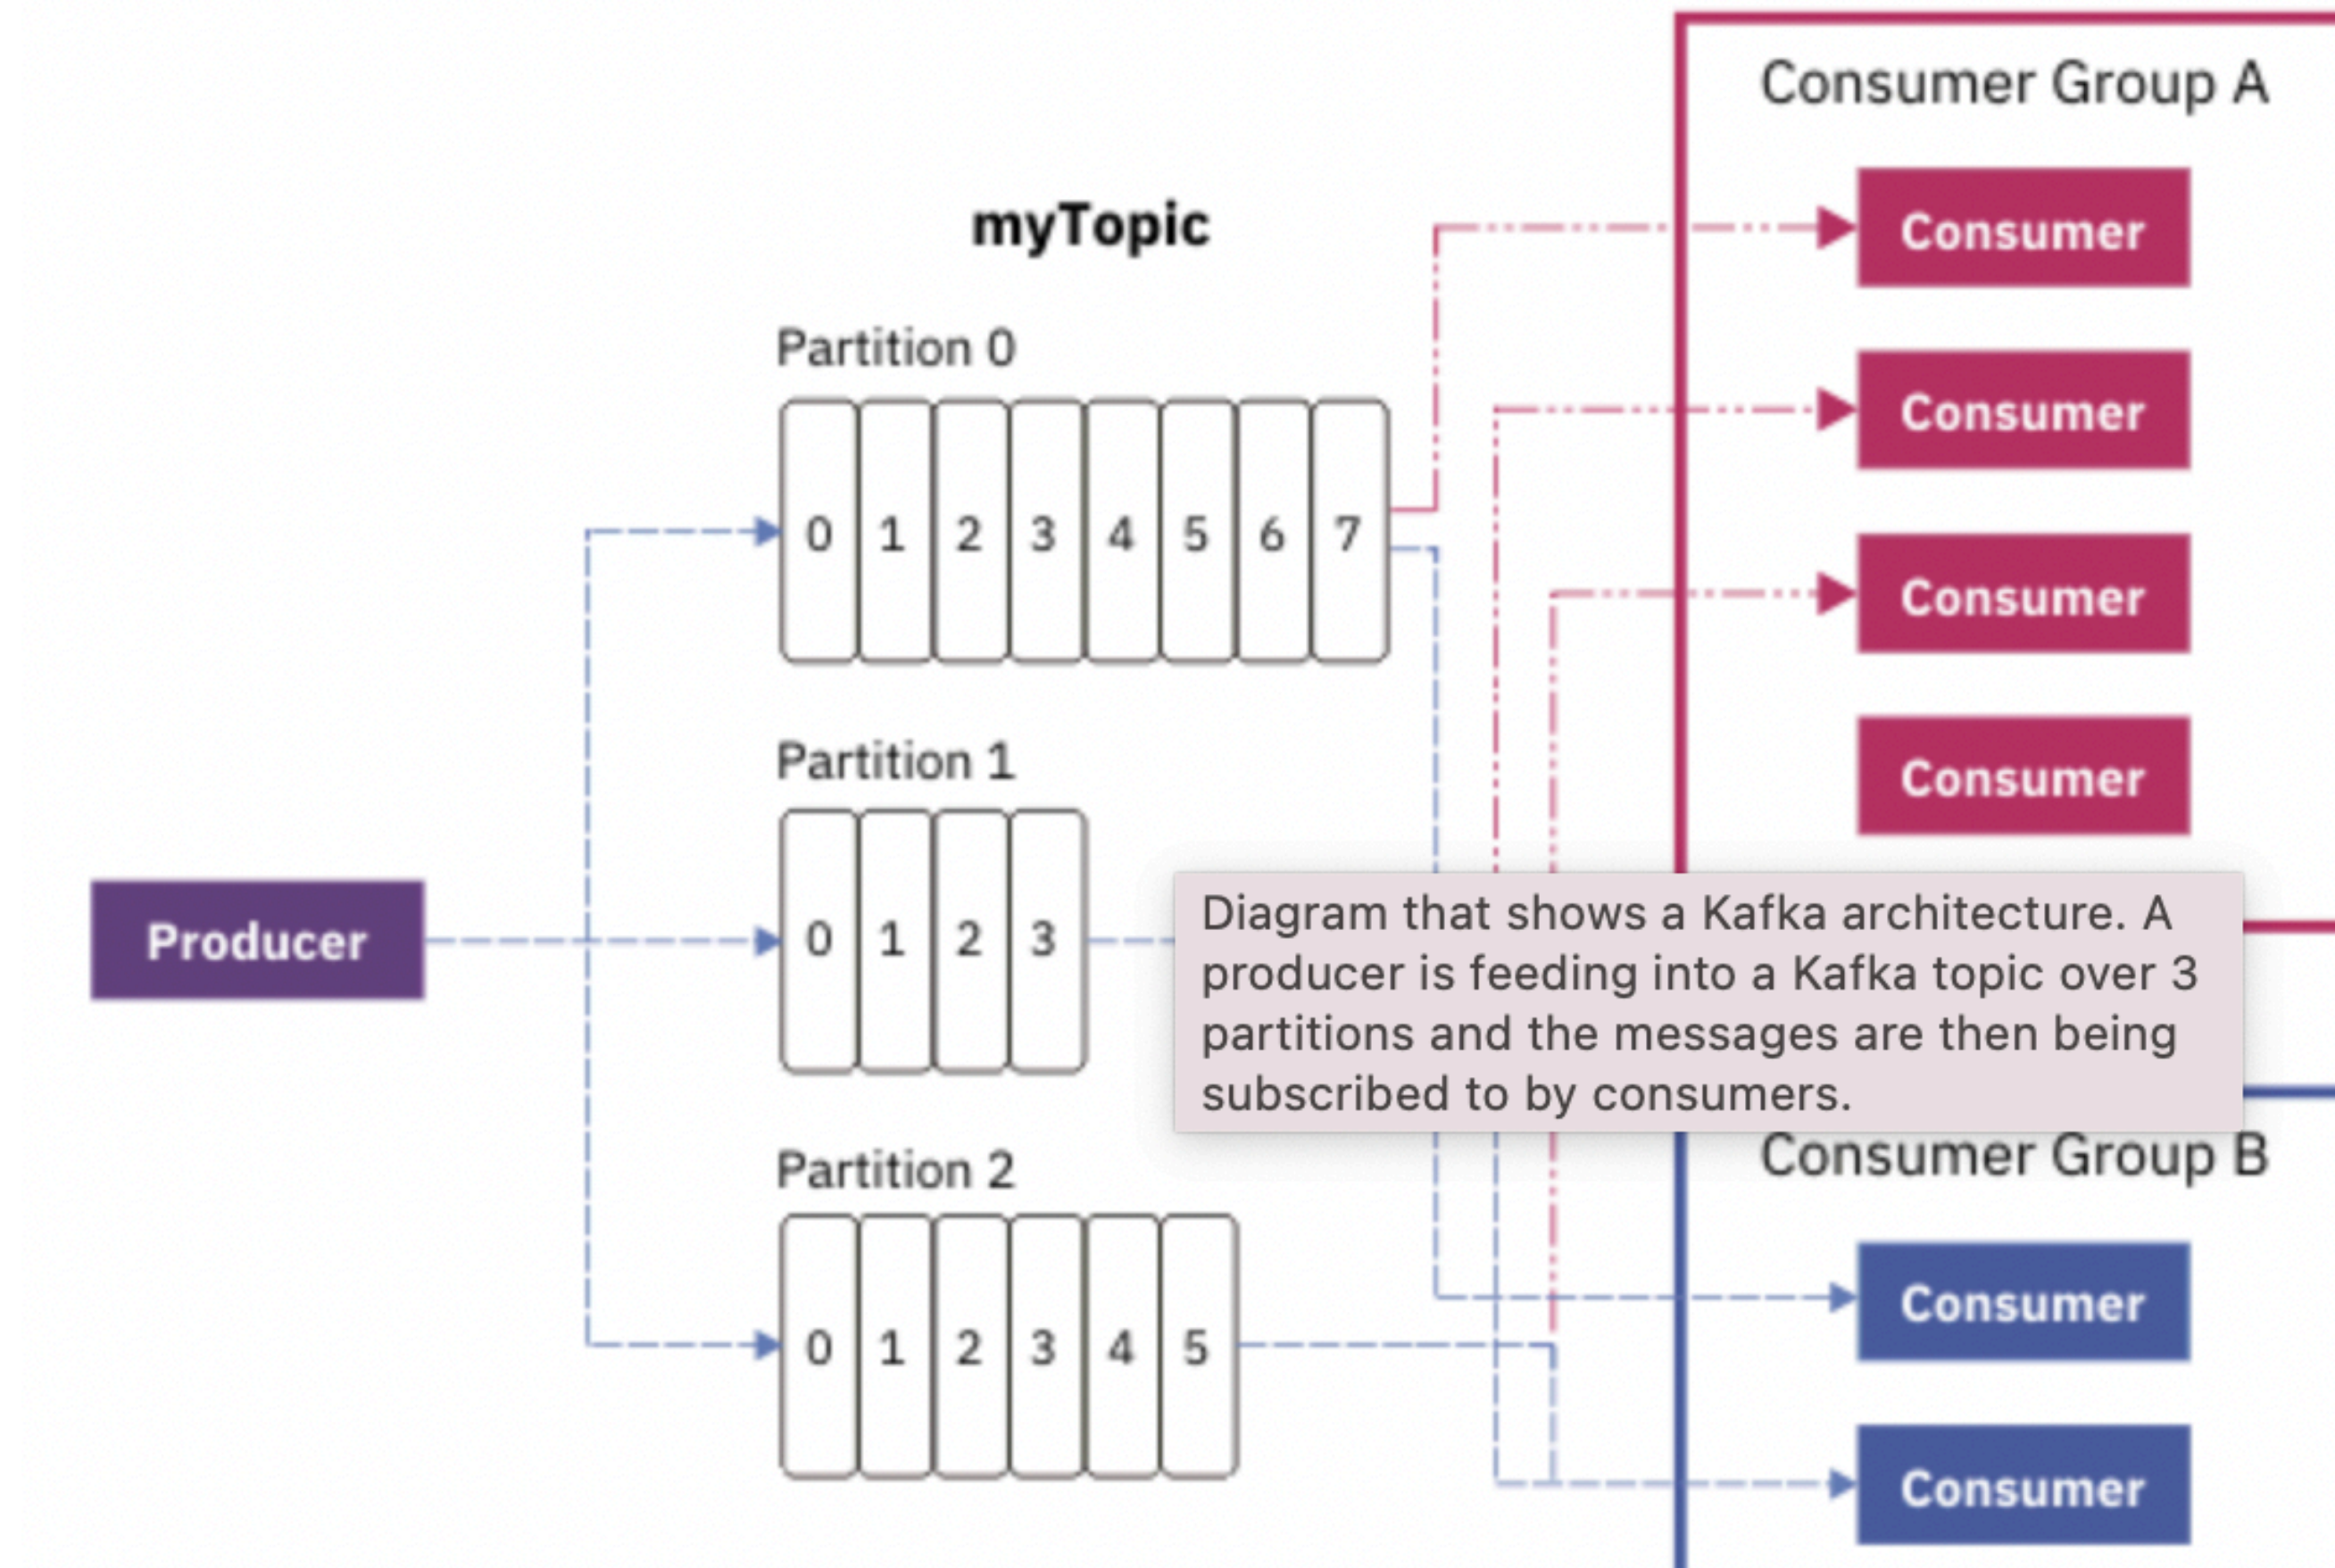 Consumer Group A
Consumer
myTopic
Consumer
Partition 0
0 1 2 3 4 5 6 7
Consumer
Partition 1
Consumer
Producer
0 1 2 3
Diagram that shows a Kafka architecture. A
producer is feeding into a Kafka topic over 3
partitions and the messages are then being
subscribed to by consumers.
Consumer Group B
Partition 2
Consumer
0 1 2 3 4 5
Consumer